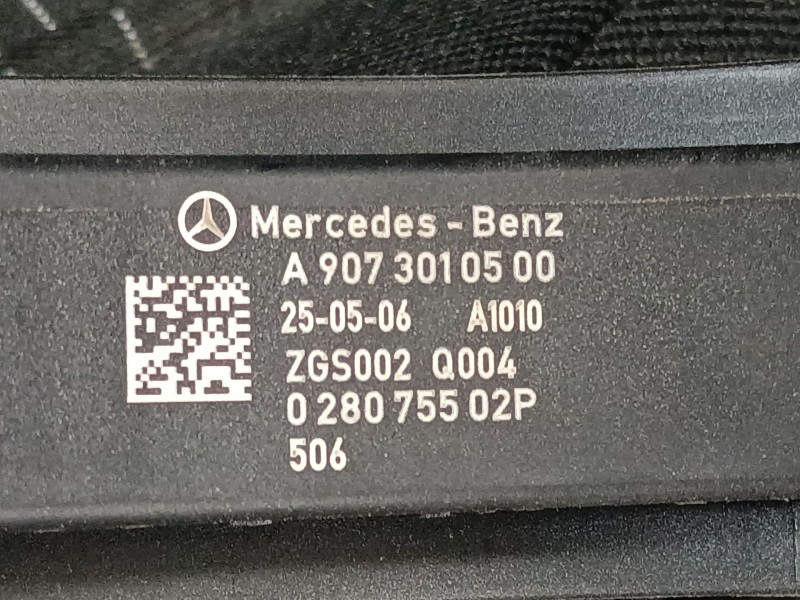 Mercedes-Benz
A 907 301 05 00
25-05-06 A1010
ZGS002 Q004
0 280 755 02P
506